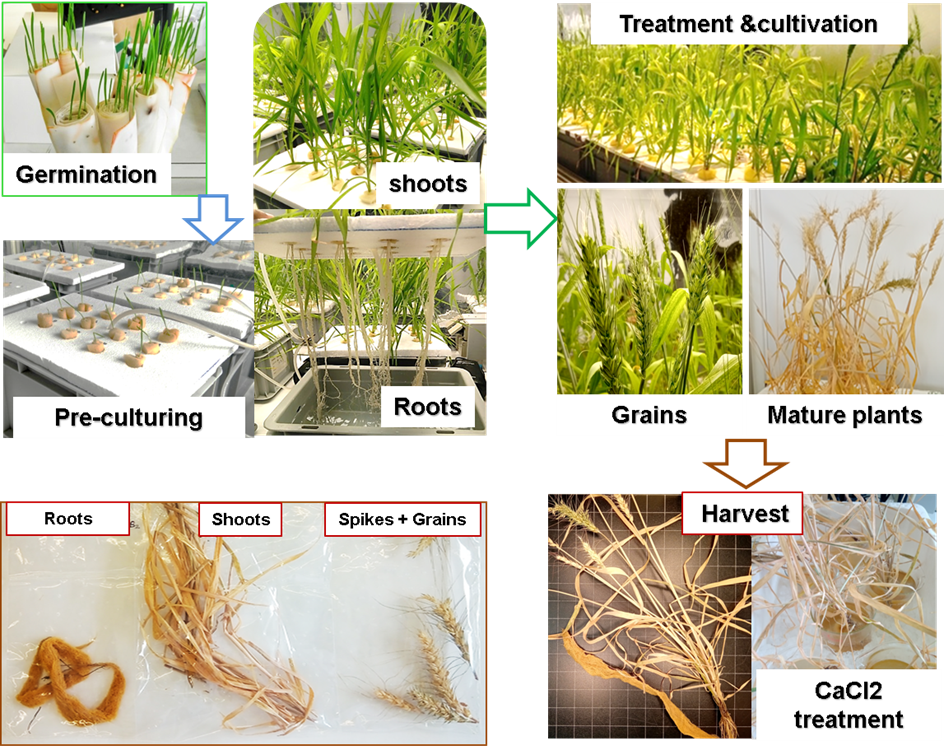 Germination
shoots
Treatment &cultivation
Pre-culturing
Roots
Grains
Mature plants
Roots
Shoots
Spikes + Grains
Harvest
CaCl2
treatment